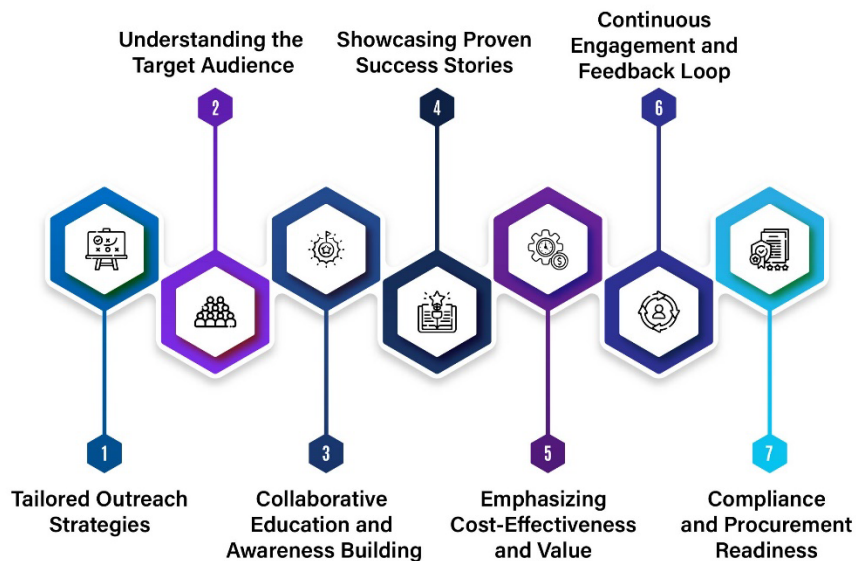 1
Tailored Outreach
Strategies
2
Understanding the
Target Audience
3
Collaborative
Education and
Awareness Building
4
Showcasing Proven
Success Stories
5
Emphasizing
Cost-Effectiveness
and Value
6
Continuous
Engagement and
Feedback Loop
7
Compliance
and Procurement
Readiness
$